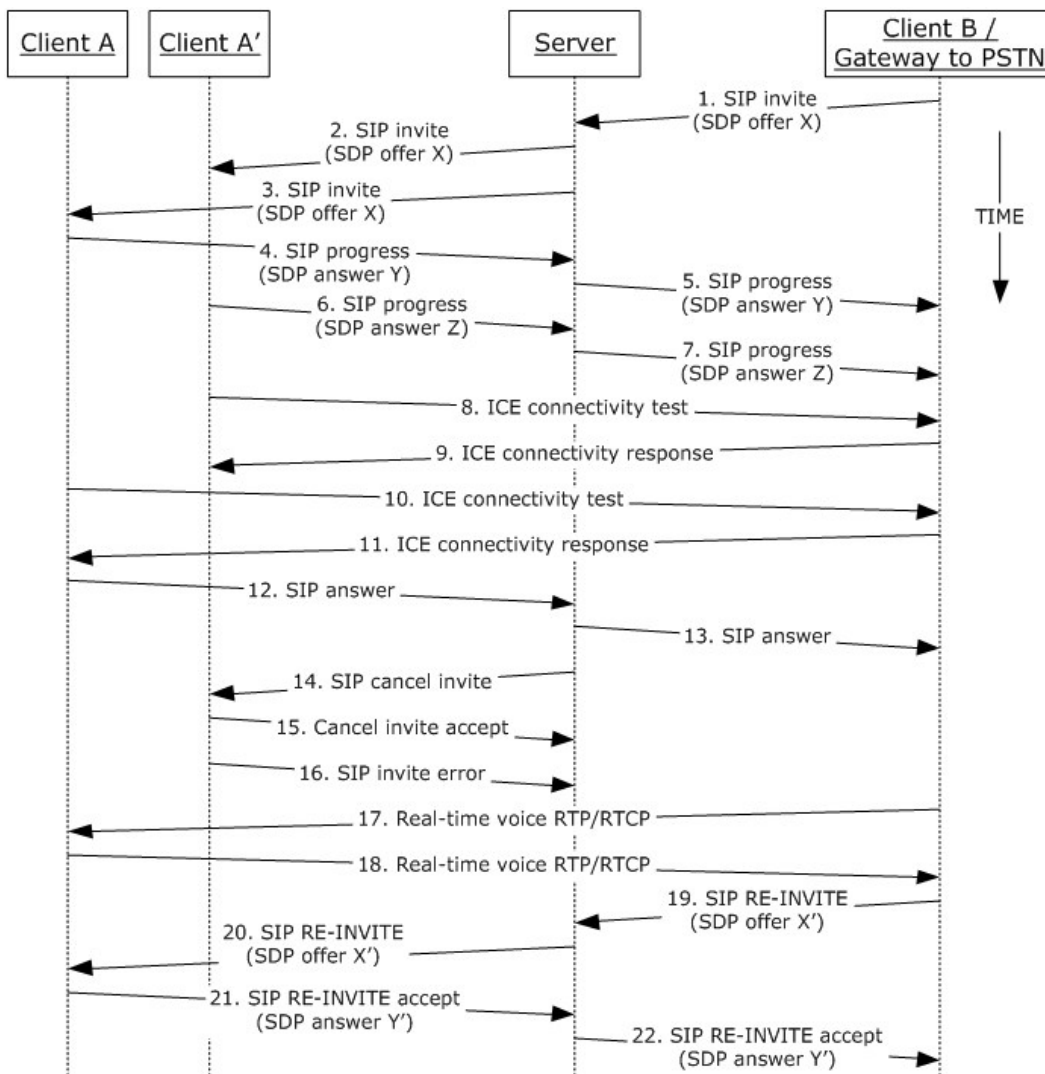 Client A
Client A′
Server
Client B /
Gateway to PSTN
1. SIP invite
(SDP offer X)
2. SIP invite
(SDP offer X)
3. SIP invite
(SDP offer X)
TIME
4. SIP progress
(SDP answer Y)
5. SIP progress
(SDP answer Y)
6. SIP progress
(SDP answer Z)
7. SIP progress
(SDP answer Z)
8. ICE connectivity test
9. ICE connectivity response
10. ICE connectivity test
11. ICE connectivity response
12. SIP answer
13. SIP answer
14. SIP cancel invite
15. Cancel invite accept
16. SIP invite error
17. Real-time voice RTP/RTCP
18. Real-time voice RTP/RTCP
19. SIP RE-INVITE
(SDP offer X′)
20. SIP RE-INVITE
(SDP offer X′)
21. SIP RE-INVITE accept
(SDP answer Y′)
22. SIP RE-INVITE accept
(SDP answer Y′)